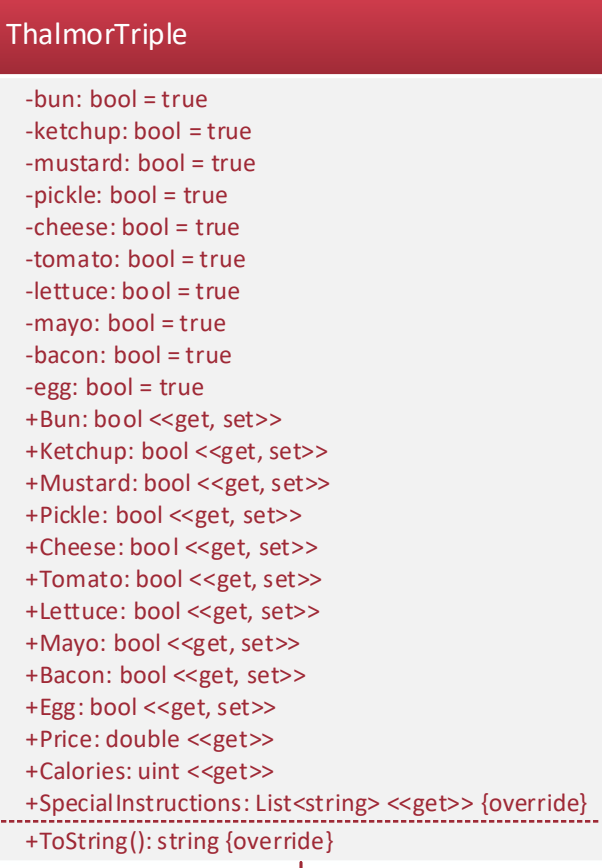 ThalmorTriple
-bun: bool = true
-ketchup: bool = true
-mustard: bool = true
-pickle: bool = true
-cheese: bool = true
-tomato: bool = true
-lettuce: bool = true
-mayo: bool = true
-bacon: bool = true
-egg: bool = true
+Bun: bool <<get, set>>
+Ketchup: bool <<get, set>>
+Mustard: bool <<get, set>>
+Pickle: bool <<get, set>>
+Cheese: bool <<get, set>>
+Tomato: bool <<get, set>>
+Lettuce: bool <<get, set>>
+Mayo: bool <<get, set>>
+Bacon: bool <<get, set>>
+Egg: bool <<get, set>>
+Price: double <<get>>
+Calories: uint <<get>>
+SpecialInstructions: List<string> <<get>> {override}
+ToString(): string {override}